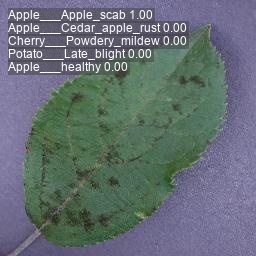 Apple___Apple_scab 1.00
Apple___Cedar_apple_rust 0.00
Cherry___Powdery_mildew 0.00
Potato___Late_blight 0.00
Apple___healthy 0.00